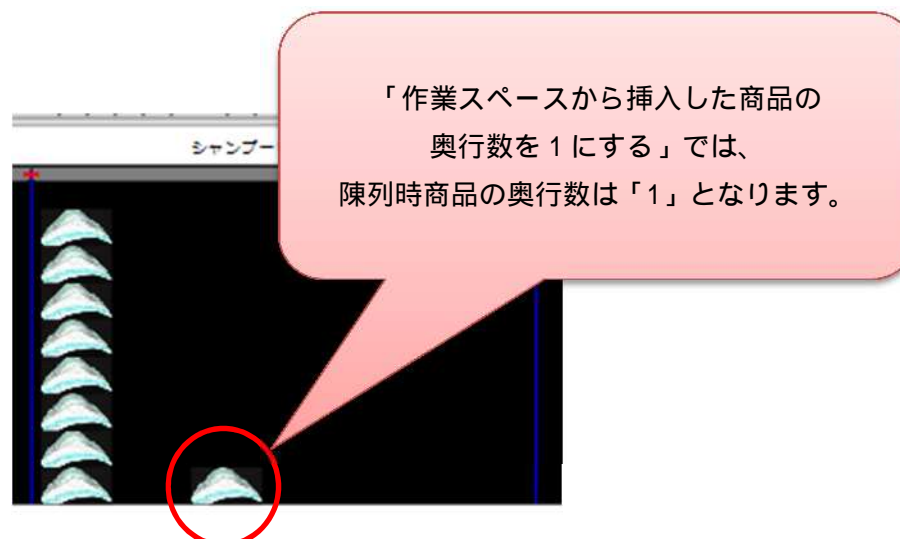 「作業スペースから挿入した商品の
奥行数を1にする」では、
陳列時商品の奥行数は「1」となります。
シャンプー